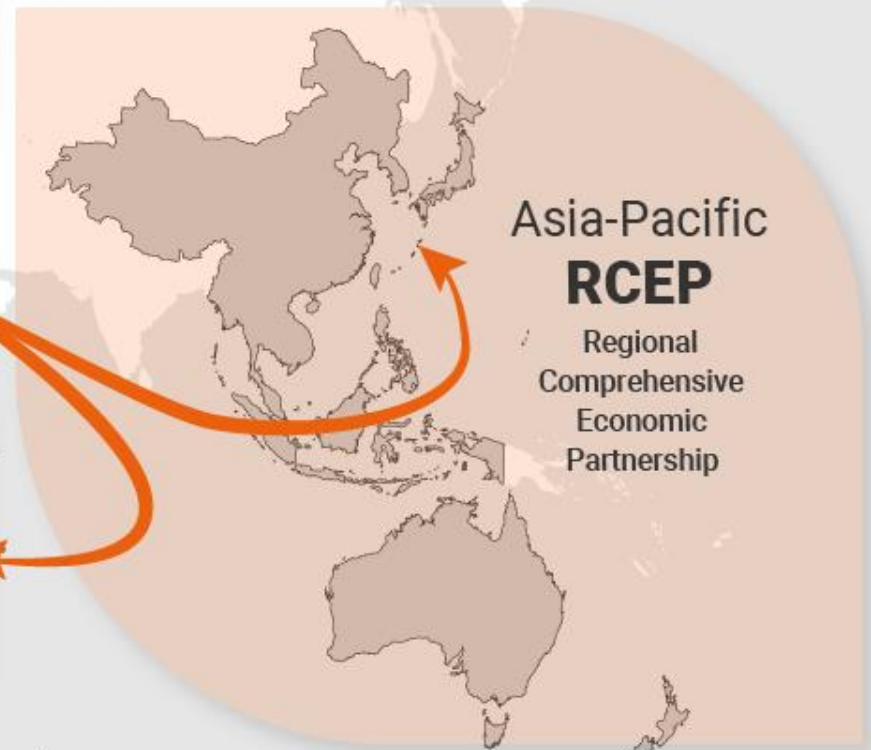 Asia-Pacific
RCEP
Regional
Comprehensive
Economic
Partnership